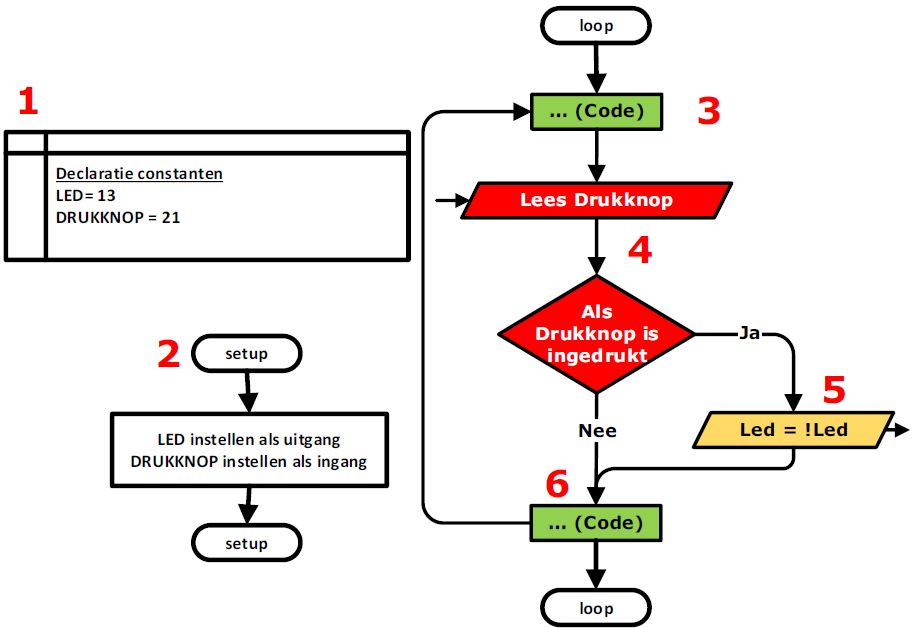 1
Declaratie constanten
LED= 13
DRUKKNOP = 21
2
setup
LED instellen als uitgang
DRUKKNOP instellen als ingang
setup
loop
3
... (Code)
Lees Drukknop
4
Als
Drukknop is
ingedrukt
Ja
Nee
5
Led = !Led
6
... (Code)
loop